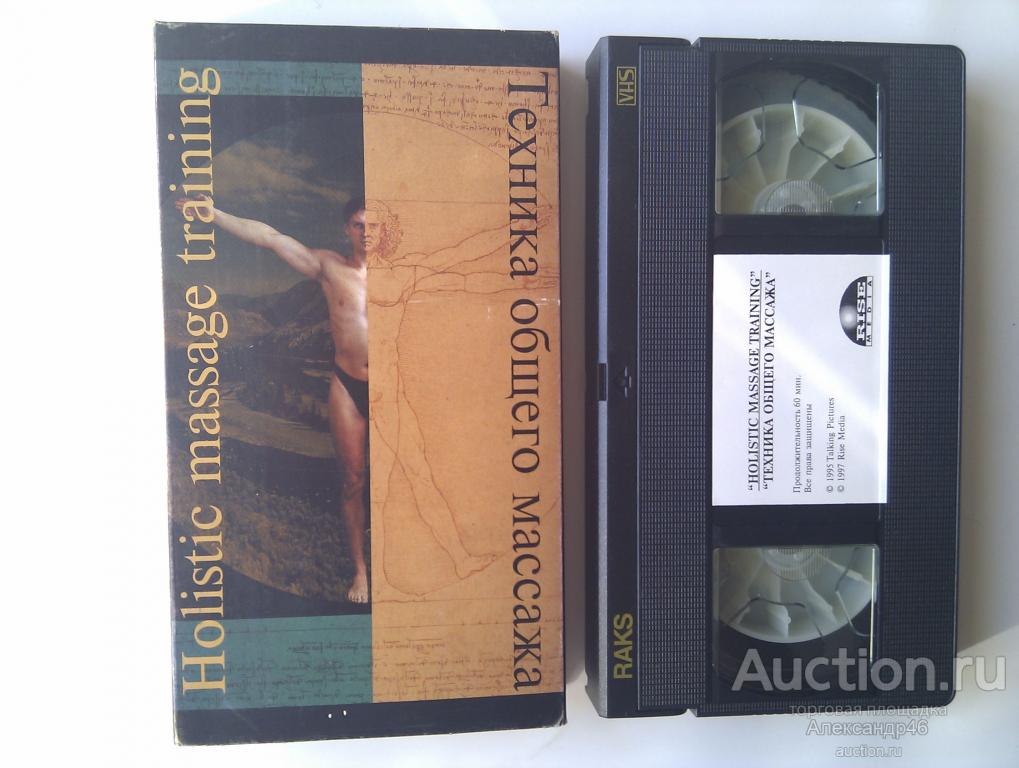 Holistic massage training
Техника общего массажа
VHS
RAKS
“HOLISTIC MASSAGE TRAINING”
“ТЕХНИКА ОБЩЕГО МАССАЖА”
Продолжительность 60 мин.
Все права защищены
© 1995 Talking Pictures
© 1997 Rise Media
RISE
MEDIA
Auction.ru
торговая площадка
Александр46
auction.ru